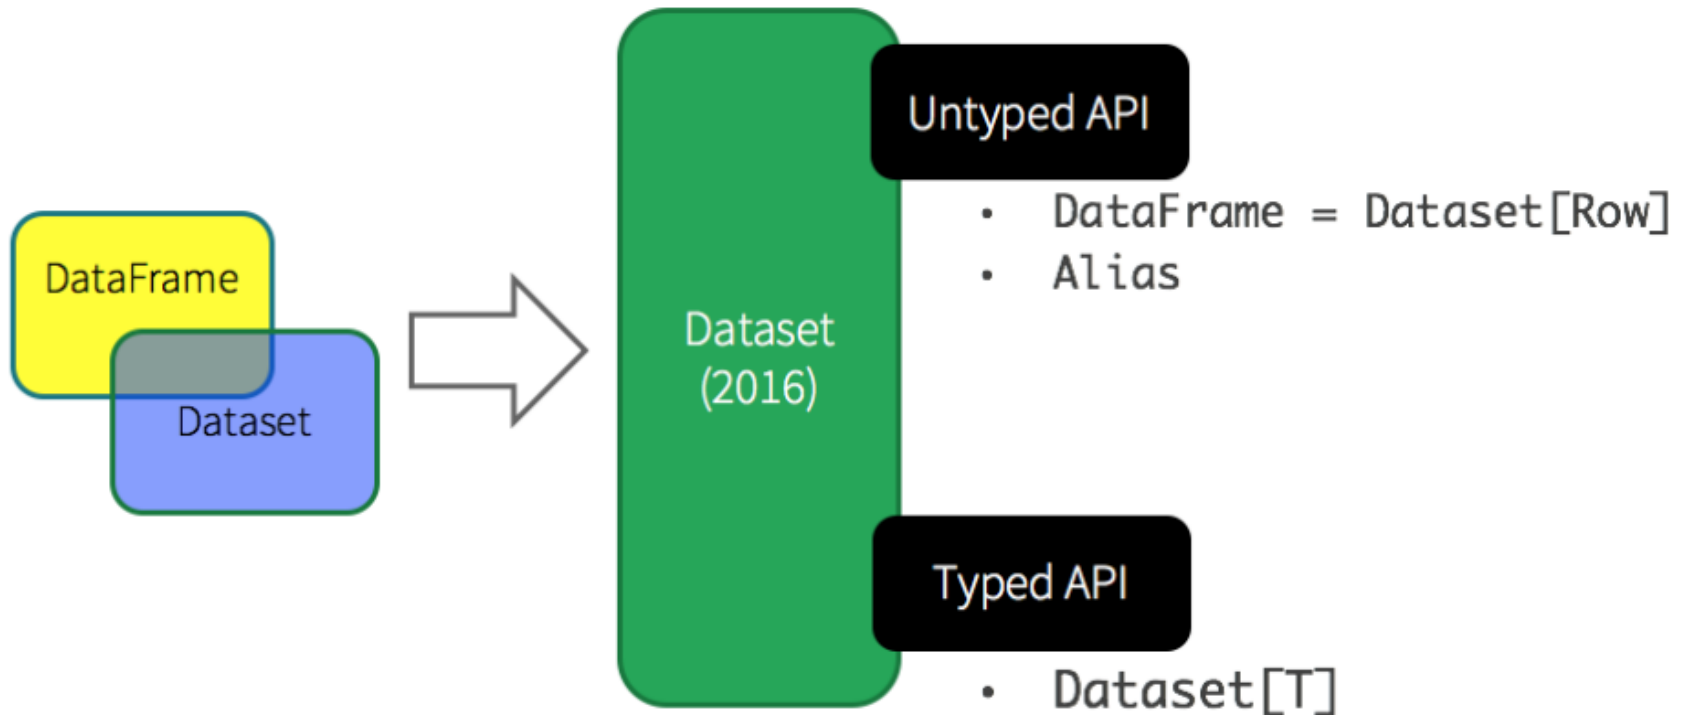 DataFrame
Dataset
Dataset
(2016)
Untyped API
• DataFrame = Dataset[Row]
• Alias
Typed API
• Dataset[T]